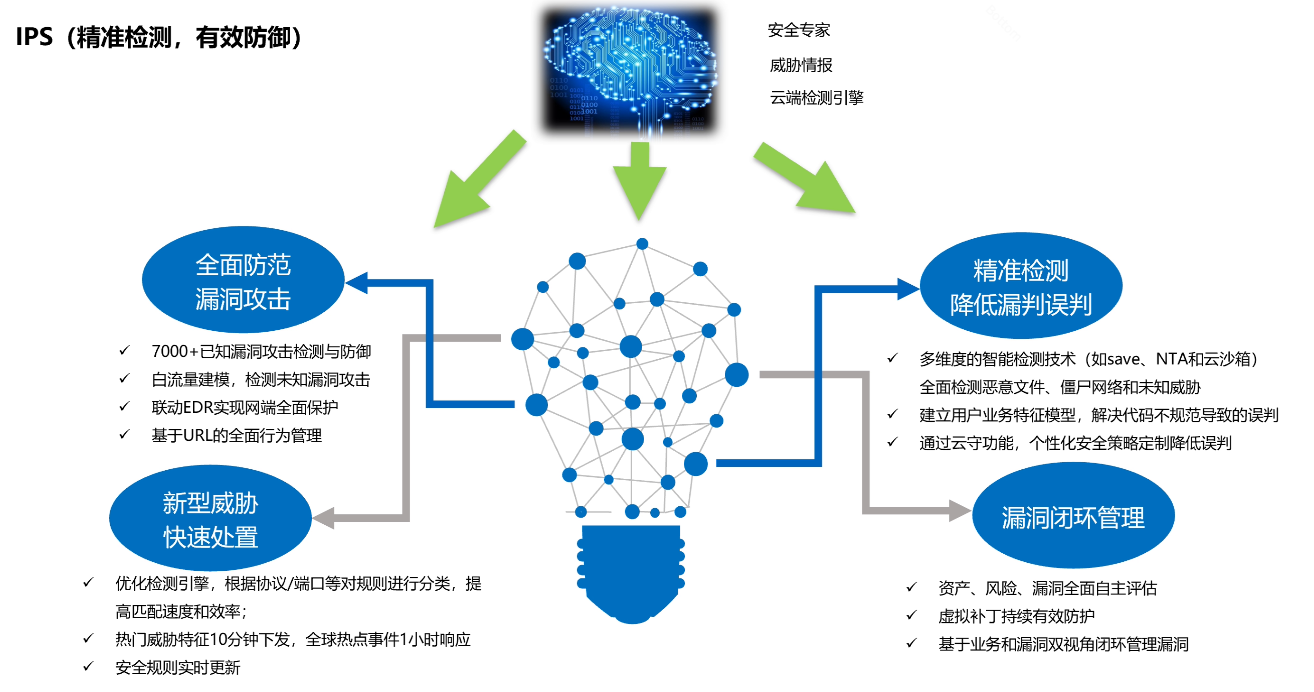 IPS（精准检测，有效防御）
安全专家
威胁情报
云端检测引擎
全面防范
漏洞攻击
7000+已知漏洞攻击检测与防御
白流量建模，检测未知漏洞攻击
联动EDR实现网端全面保护
基于URL的全面行为管理
新型威胁
快速处置
优化检测引擎，根据协议/端口等对规则进行分类，提
高匹配速度和效率；
热门威胁特征10分钟下发，全球热点事件1小时响应
安全规则实时更新
精准检测
降低漏判误判
多维度的智能检测技术（如save、NTA和云沙箱）
全面检测恶意文件、僵尸网络和未知威胁
建立用户业务特征模型，解决代码不规范导致的误判
通过云守功能，个性化安全策略定制降低误判
漏洞闭环管理
资产、风险、漏洞全面自主评估
虚拟补丁持续有效防护
基于业务和漏洞双视角闭环管理漏洞